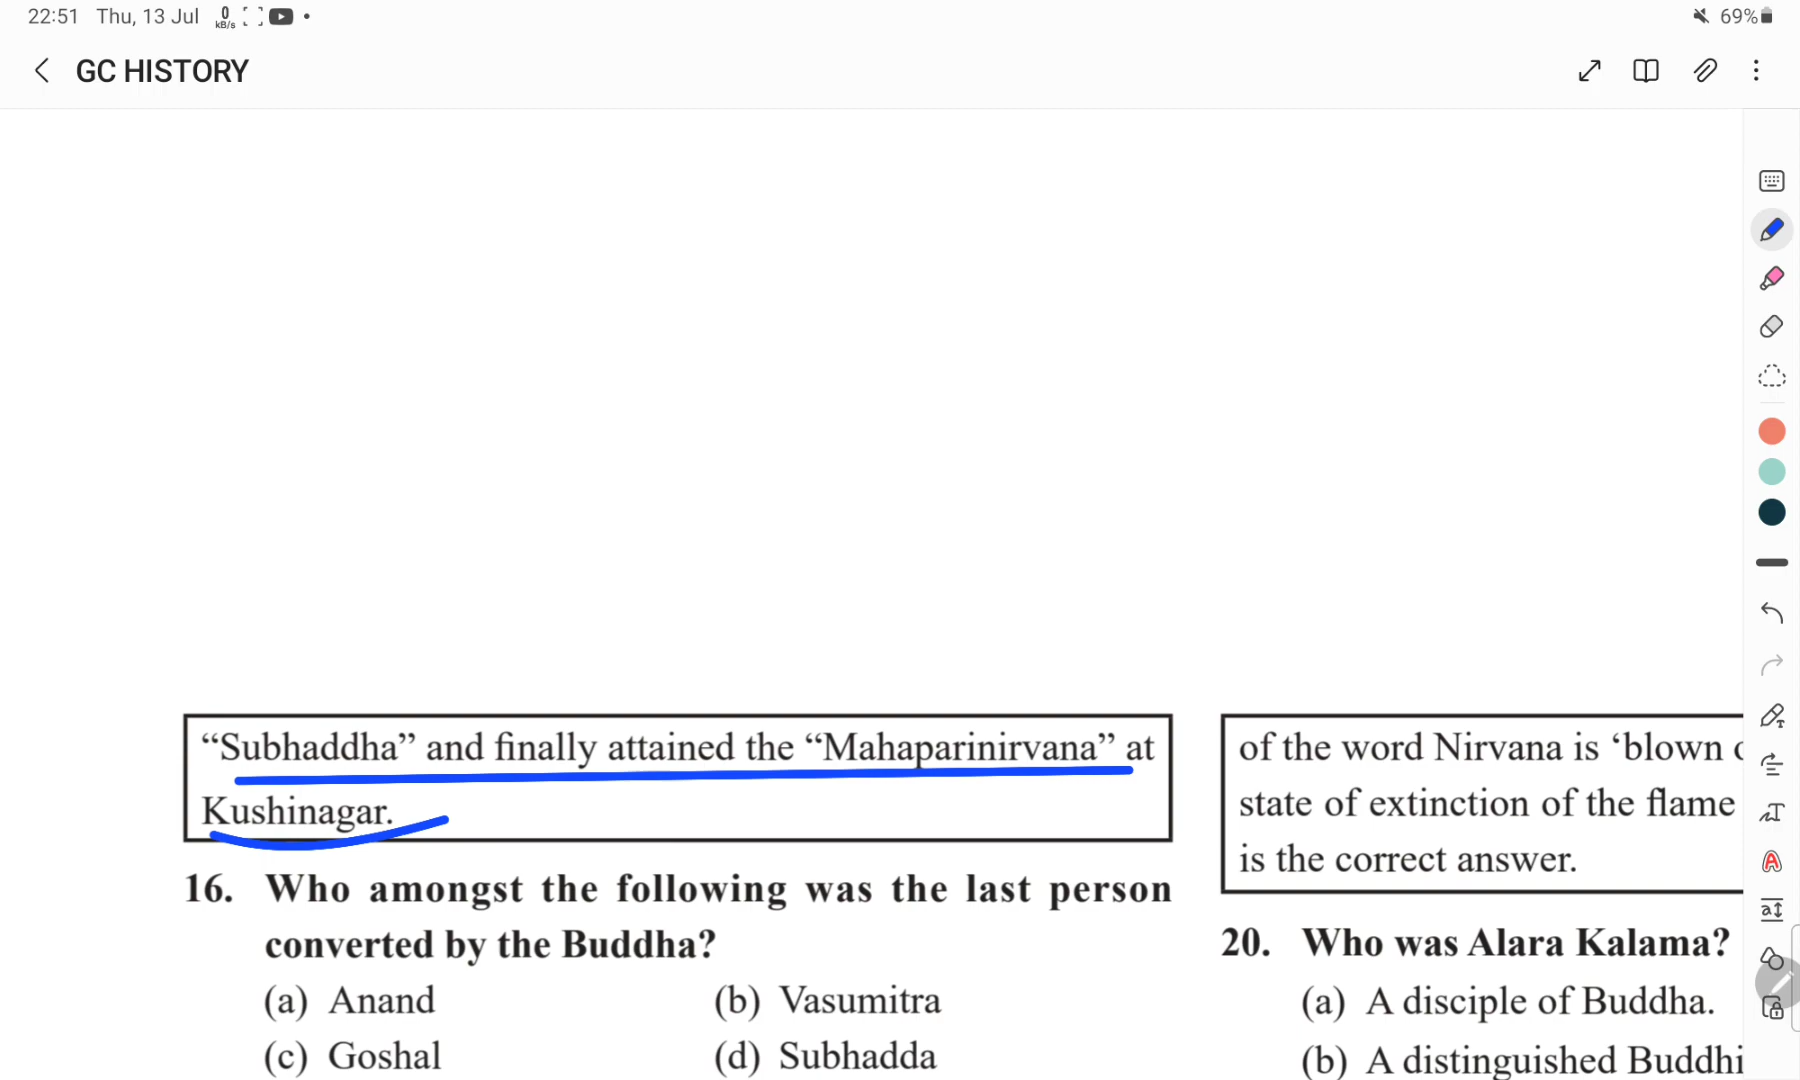 22:51 Thu, 13 Jul 0 kB/s 69%
GC HISTORY
“Subhaddha” and finally attained the “Mahaparinirvana” at
Kushinagar.
16. Who amongst the following was the last person
converted by the Buddha?
(a) Anand (b) Vasumitra
(c) Goshal (d) Subhadda
of the word Nirvana is ‘blown
state of extinction of the flame
is the correct answer.
20. Who was Alara Kalama?
(a) A disciple of Buddha.
(b) A distinguished Buddhi